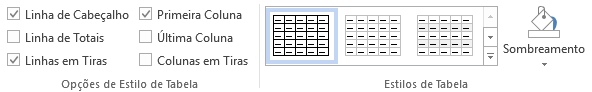 Linha de Cabeçalho
Primeira Coluna
Linha de Totais
Última Coluna
Linhas em Tiras
Colunas em Tiras
Opções de Estilo de Tabela
Sombreamento
Estilos de Tabela